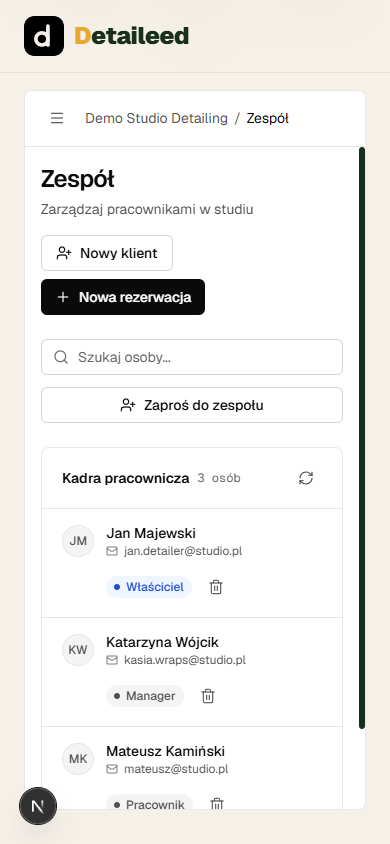 d Detaileed
Demo Studio Detailing / Zespół
Zespół
Zarządzaj pracownikami w studiu
Nowy klient
+ Nowa rezerwacja
Szukaj osoby...
Zaproś do zespołu
Kadra pracownicza 3 osób
JM Jan Majewski
jan.detailer@studio.pl
Właściciel
KW Katarzyna Wójcik
kasia.wraps@studio.pl
Manager
MK Mateusz Kamiński
mateusz@studio.pl
Pracownik
N